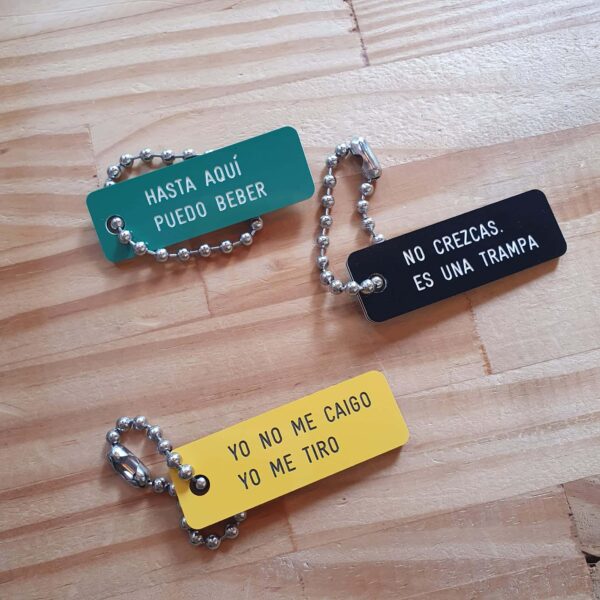 HASTA AQUÍ
PUEDO BEBER
NO CREZCAS.
ES UNA TRAMPA
YO NO ME CAIGO
YO ME TIRO